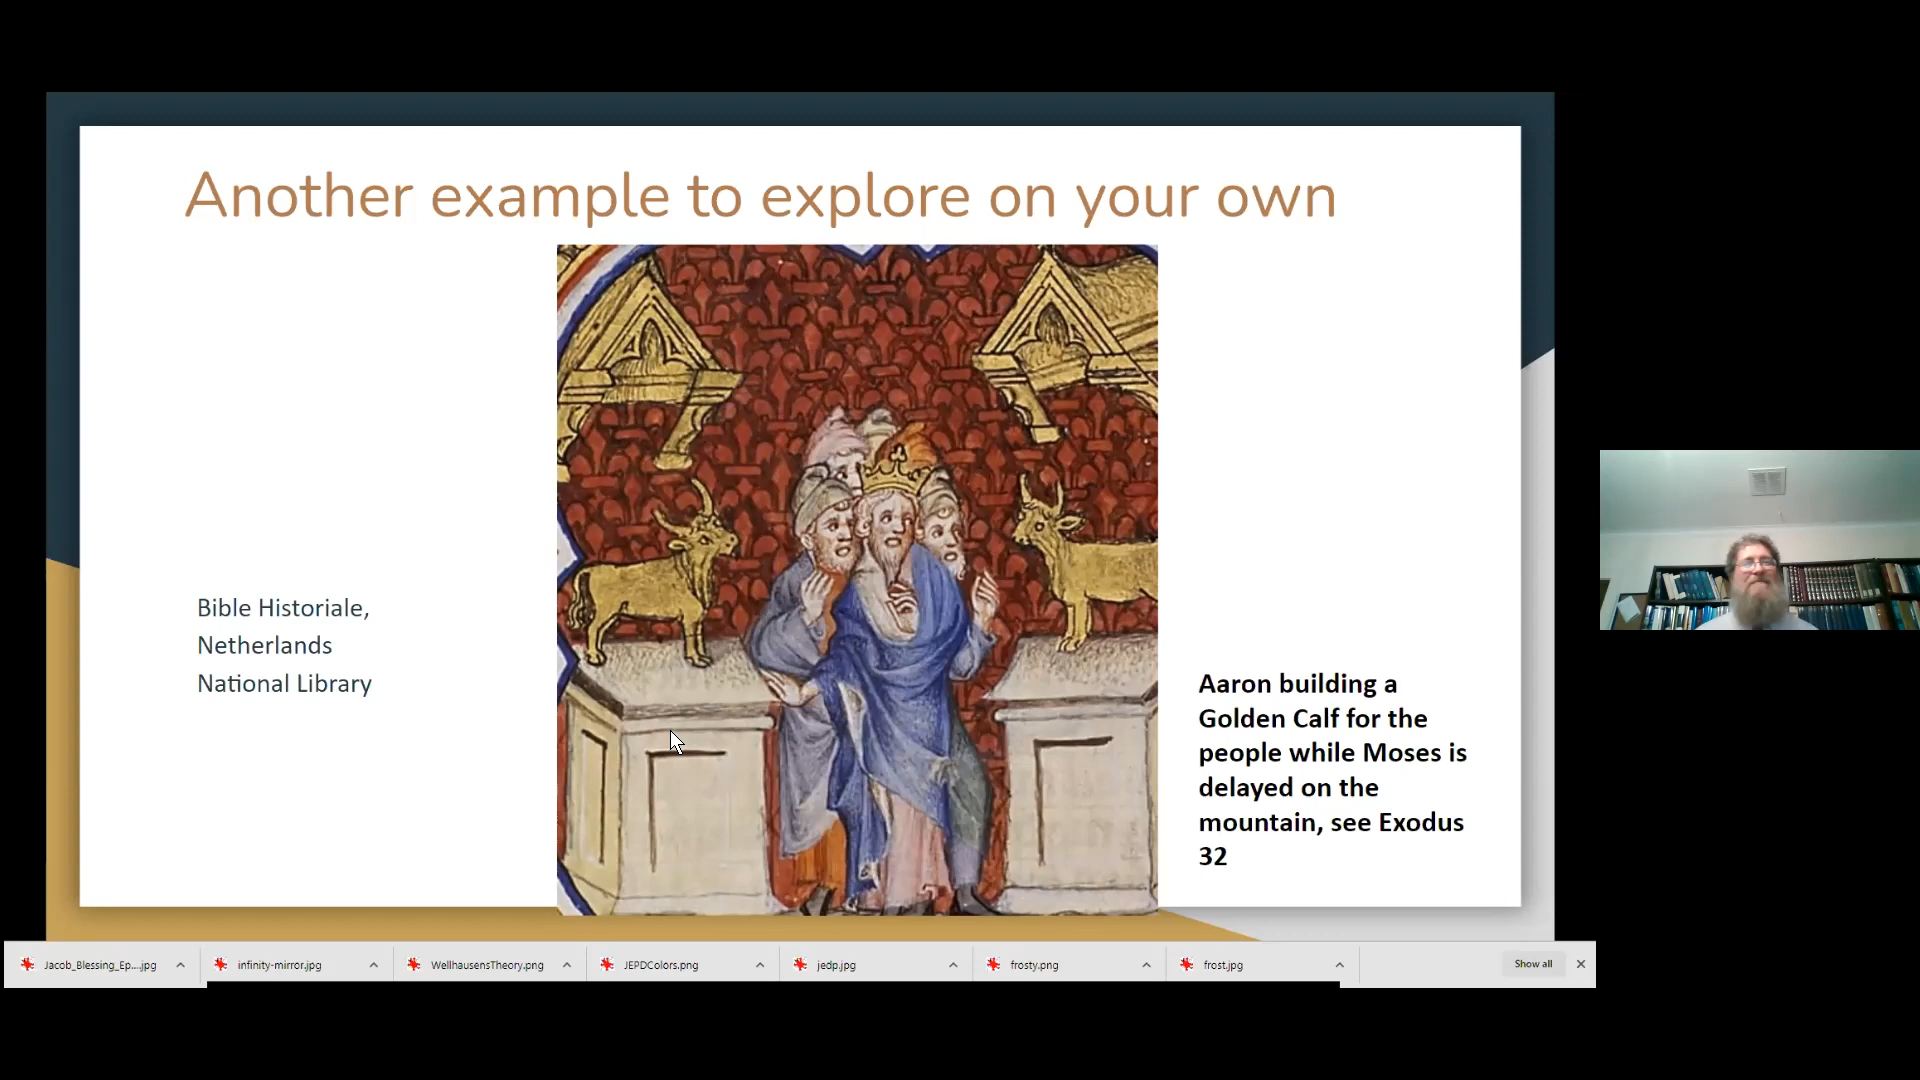 Another example to explore on your own
Bible Historiale,
Netherlands
National Library
Aaron building a
Golden Calf for the
people while Moses is
delayed on the
mountain, see Exodus
32
Jacob_Blessing_Ep....jpg
infinity-mirror.jpg
WellhausensTheory.png
JEPDColors.png
jedp.jpg
frosty.png
frost.jpg
Show all